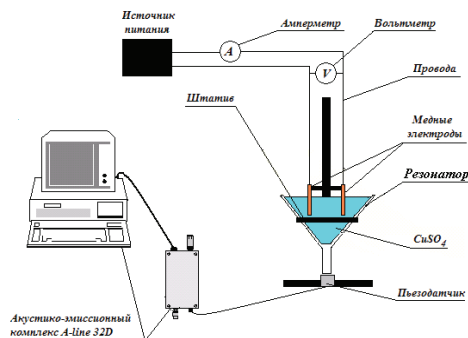 Источник
питания
Амперметр
Вольтметр
A
V
Провода
Штатив
Медные
электроды
Резонатор
CuSO4
Пьезодатчик
Акустико-эмиссионный
комплекс A-line 32D